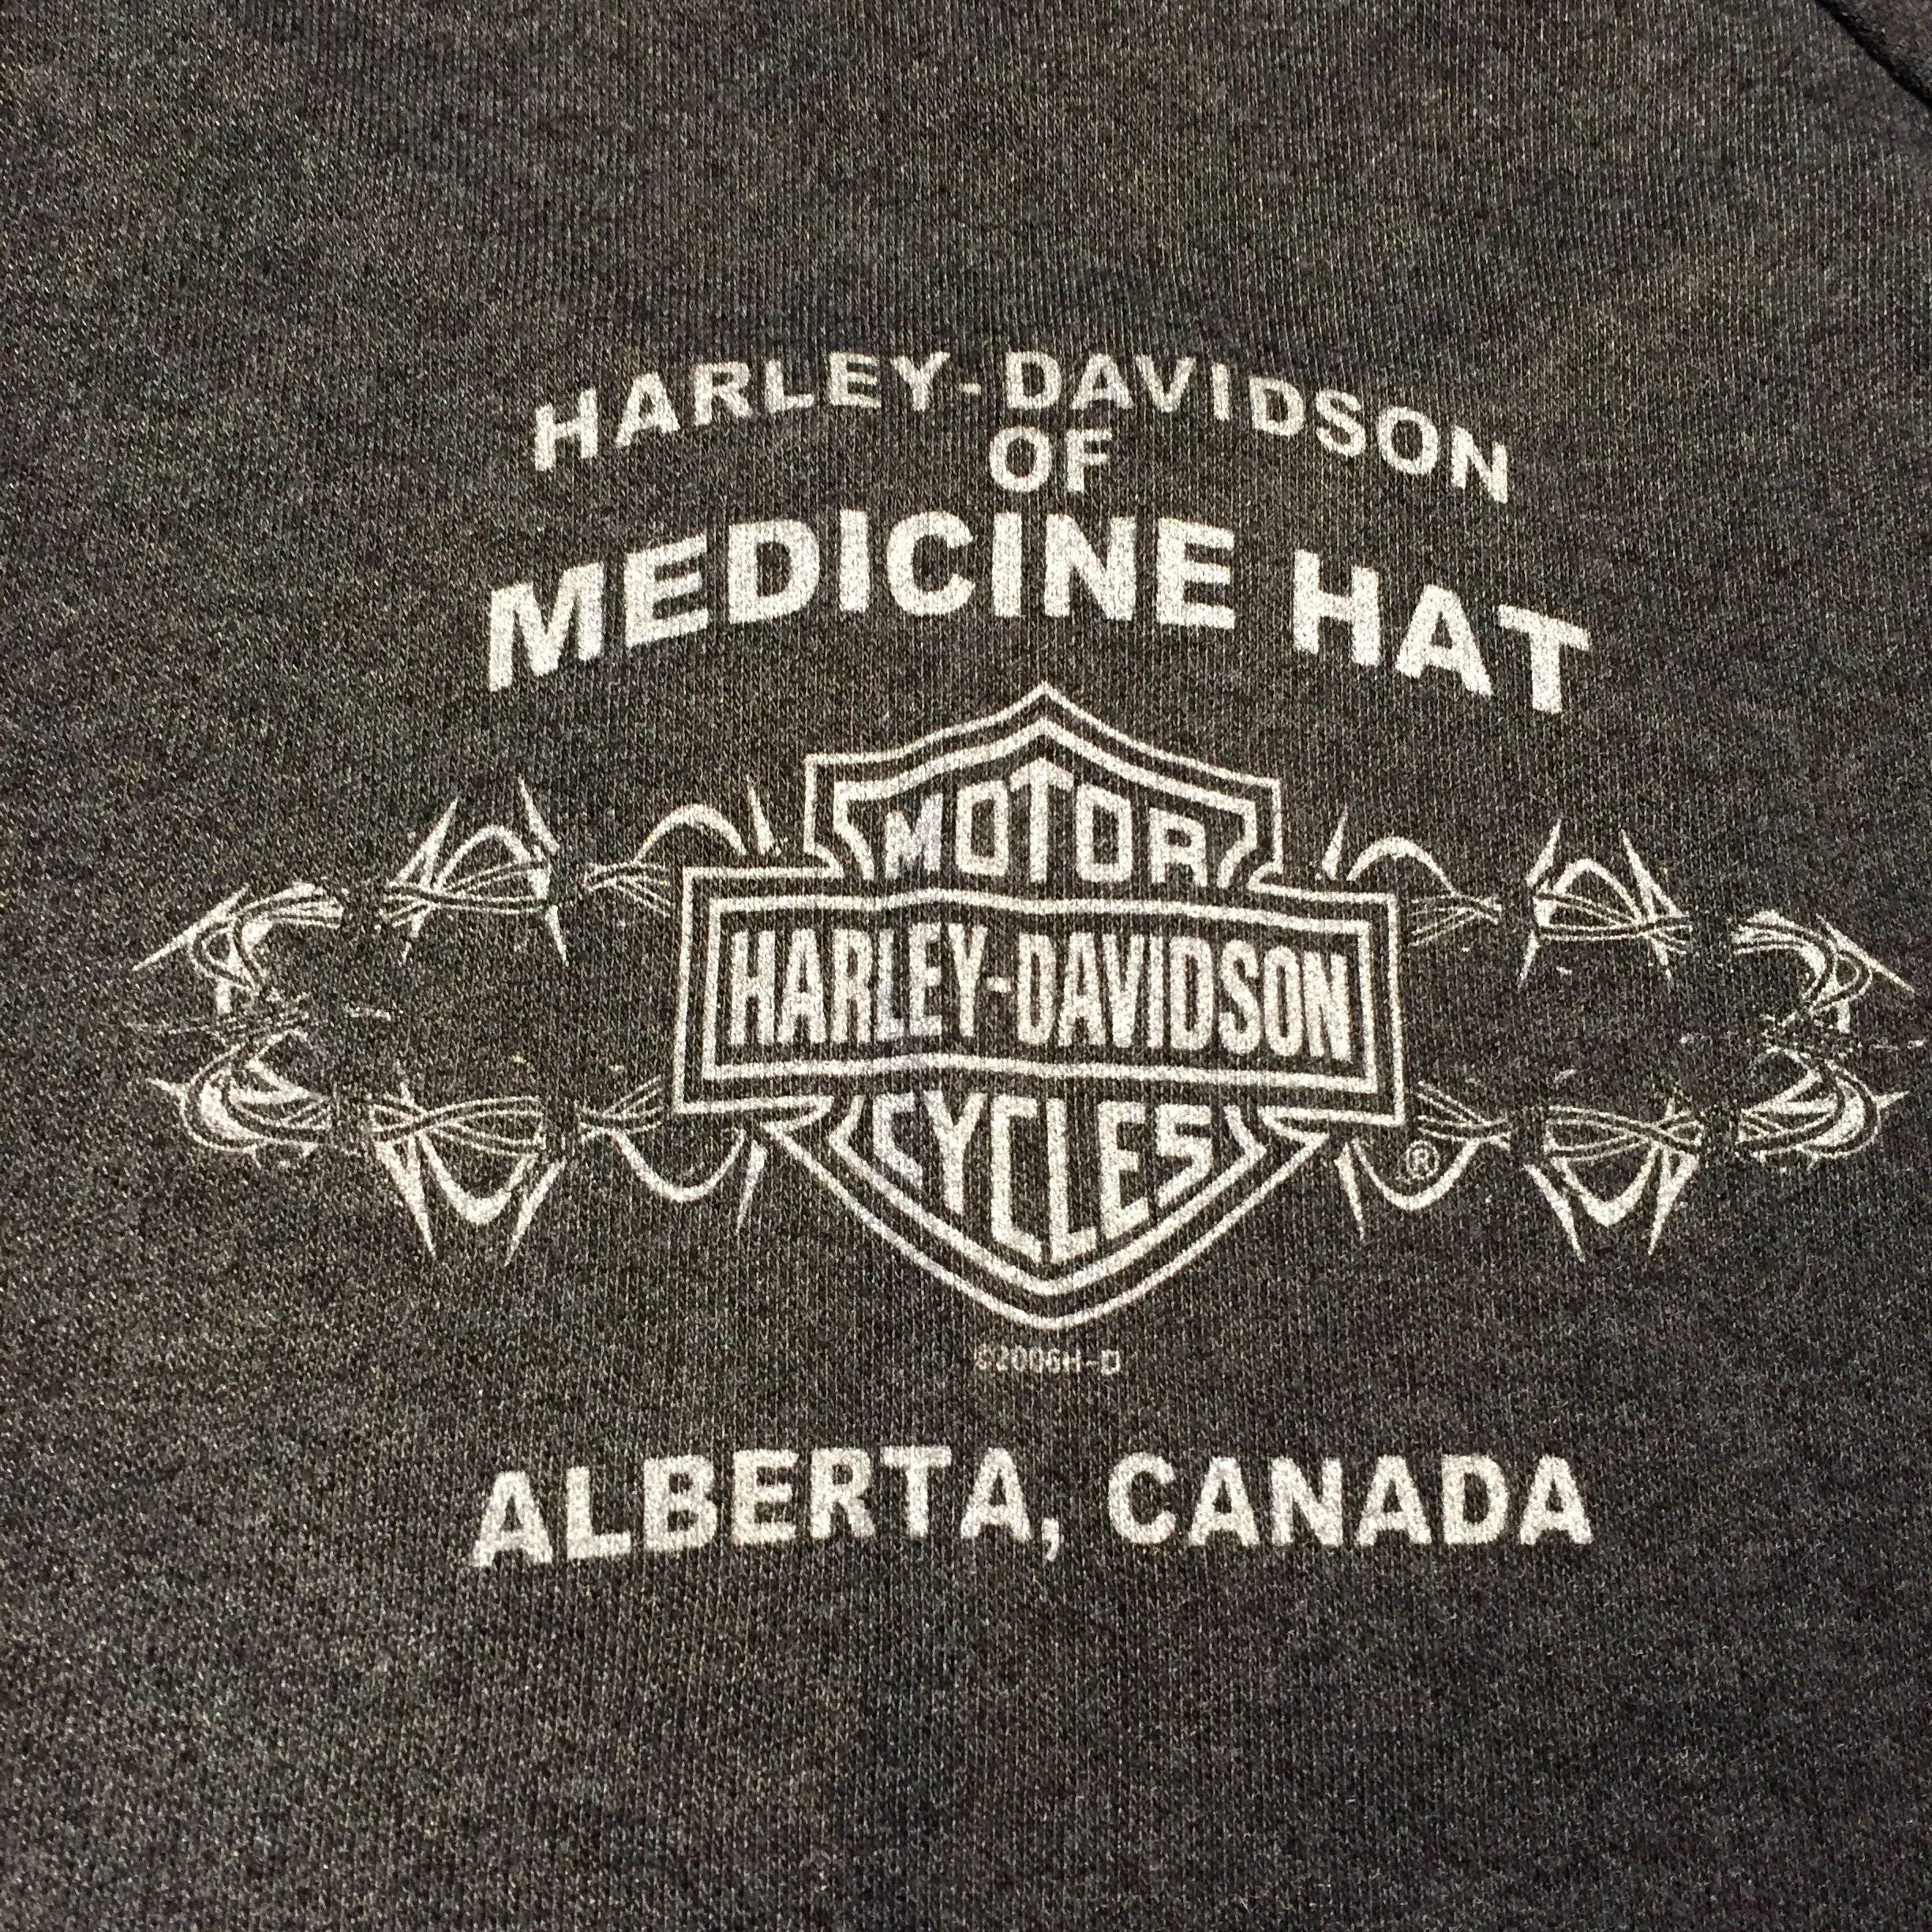 HARLEY-DAVIDSON
OF
MEDICINE HAT
MOTOR
HARLEY-DAVIDSON
CYCLES
®
©2006H-D
ALBERTA, CANADA